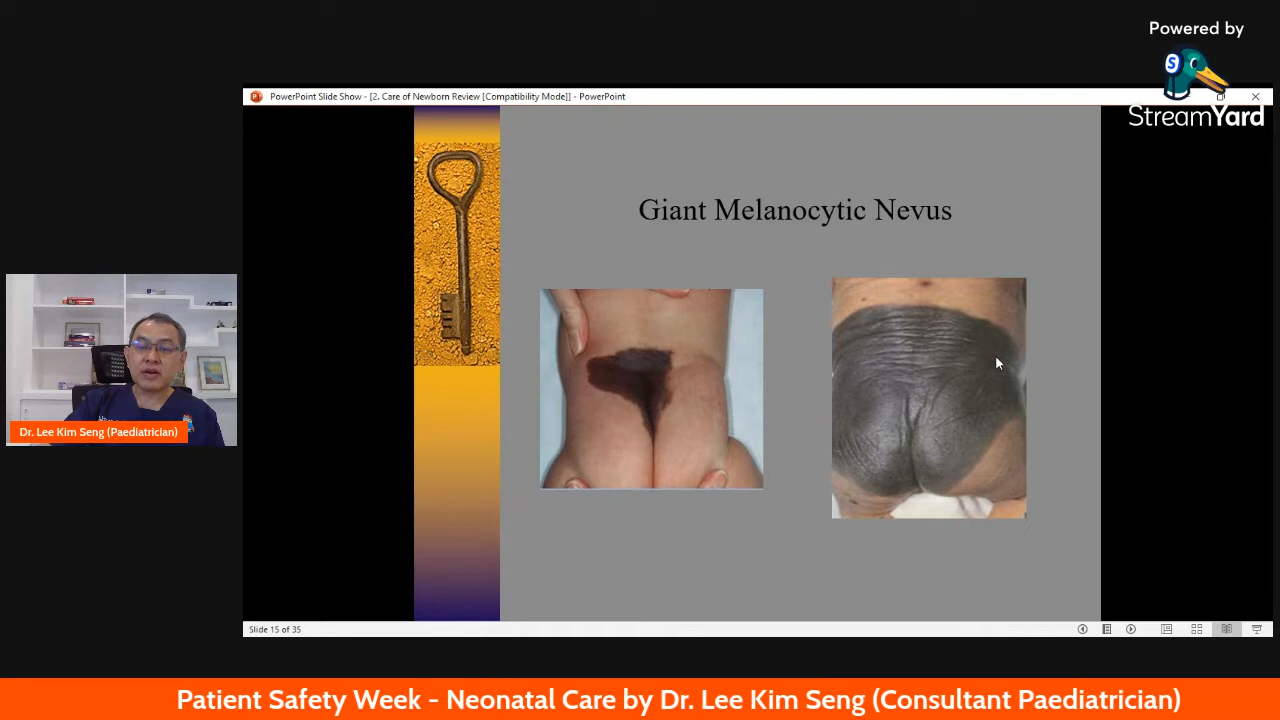 Powered by
StreamYard
PowerPoint Slide Show - [2. Care of Newborn Review [Compatibility Mode]] - PowerPoint
Giant Melanocytic Nevus
Dr. Lee Kim Seng (Paediatrician)
Slide 15 of 35
Patient Safety Week - Neonatal Care by Dr. Lee Kim Seng (Consultant Paediatrician)